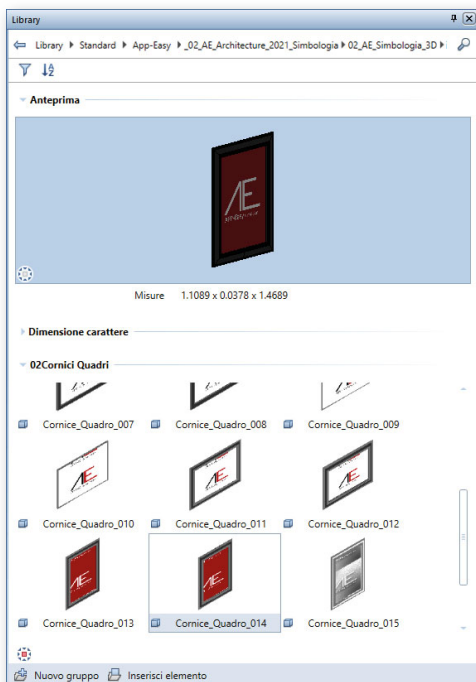 Library
Library Standard App-Easy _02_AE_Architecture_2021_Simbologia 02_AE_Simbologia_3D
Anteprima
AE
Misure 1.1089 x 0.0378 x 1.4689
Dimensione carattere
02Cornici Quadri
Cornice_Quadro_007 Cornice_Quadro_008 Cornice_Quadro_009
Cornice_Quadro_010 Cornice_Quadro_011 Cornice_Quadro_012
Cornice_Quadro_013 Cornice_Quadro_014 Cornice_Quadro_015
Nuovo gruppo Inserisci elemento